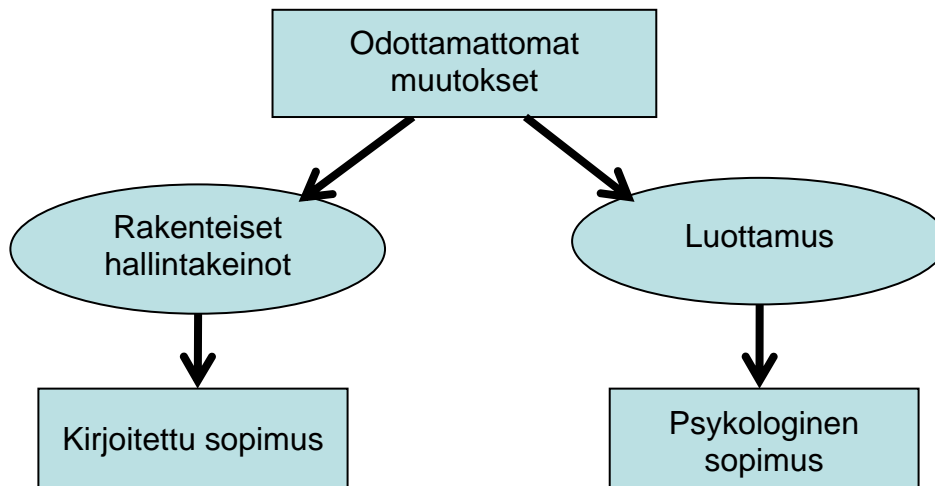 Odottamattomat
muutokset
Rakenteiset
hallintakeinot
Luottamus
Kirjoitettu sopimus
Psykologinen
sopimus